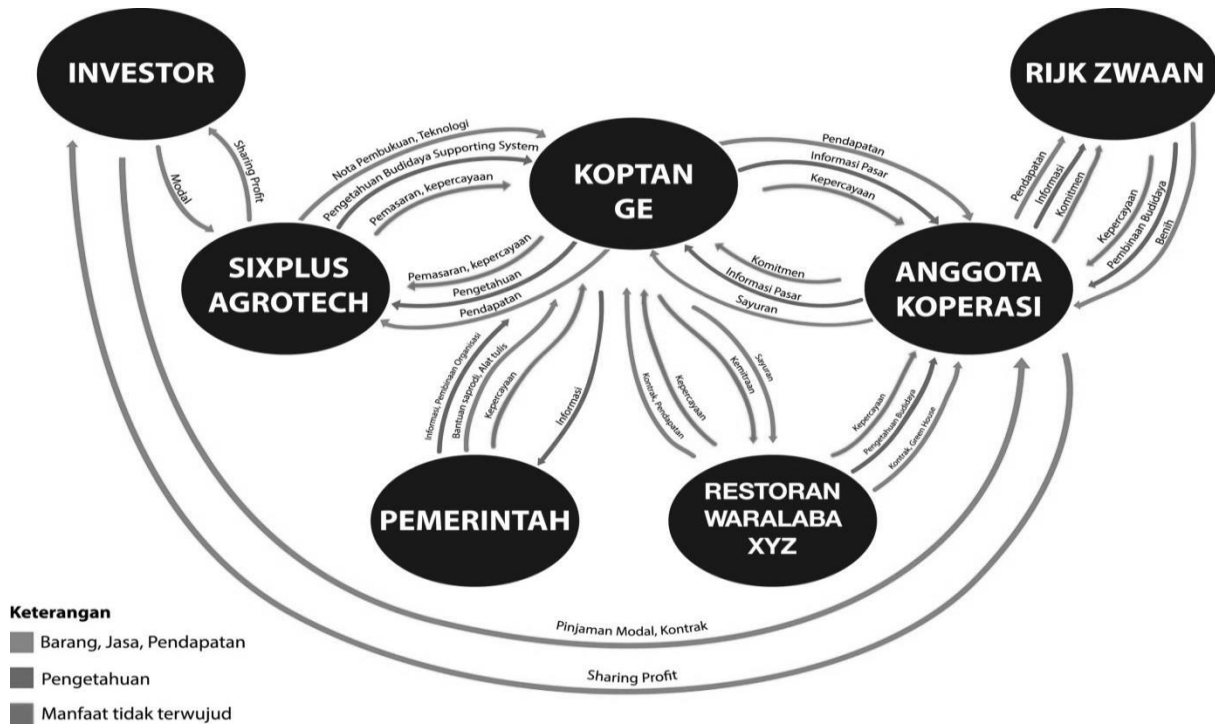 INVESTOR
RIJK ZWAAN
KOPTAN
GE
SIXPLUS
AGROTECH
ANGGOTA
KOPERASI
PEMERINTAH
RESTORAN
WARALABA
XYZ
Modal
Sharing Profit
Nota Pembukuan, Teknologi
Pengetahuan Budidaya Supporting System
Pemasaran, kepercayaan
Pemasaran, kepercayaan
Pengetahuan
Pendapatan
Pendapatan
Informasi Pasar
Kepercayaan
Komitmen
Informasi Pasar
Sayuran
Pendapatan
Informasi
Komitmen
Kepercayaan
Pembinaan Budidaya
Benih
Informasi, Pembinaan Organisasi
Bantuan saprodi, Alat tulis
Kepercayaan
Informasi
Kontrak, Pendapatan
Kepercayaan
Kemitraan
Sayuran
Kepercayaan
Pengetahuan Budidaya
Kontrak, Green House
Pinjaman Modal, Kontrak
Sharing Profit
Keterangan
Barang, Jasa, Pendapatan
Pengetahuan
Manfaat tidak terwujud